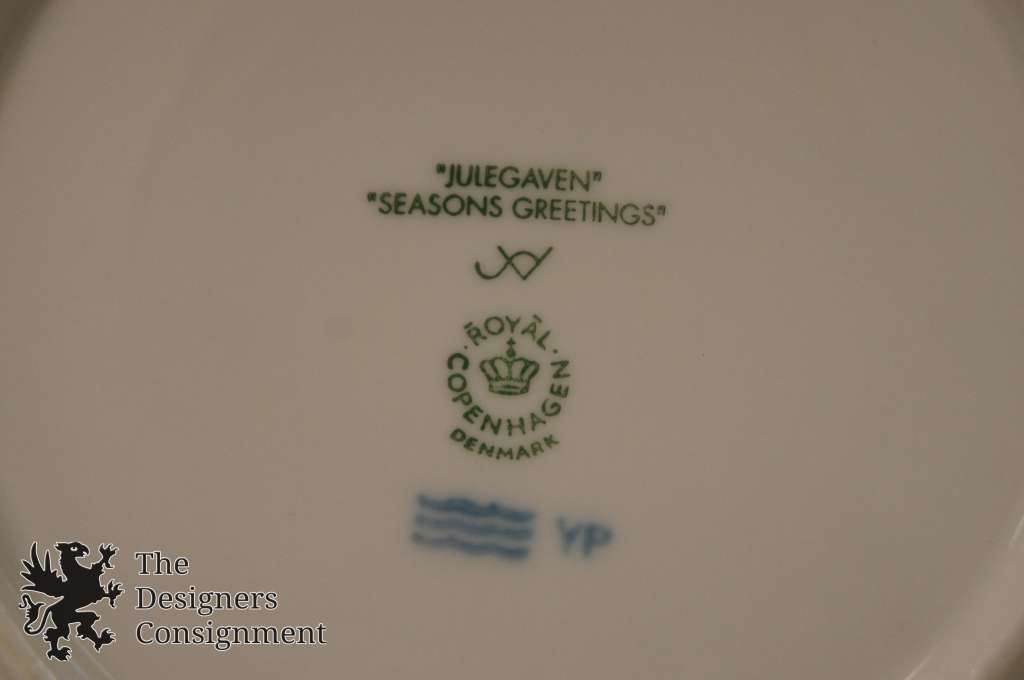 "JULEGAVEN"
"SEASONS GREETINGS"
ROYAL
COPENHAGEN
DENMARK
YP
The
Designers
Consignment